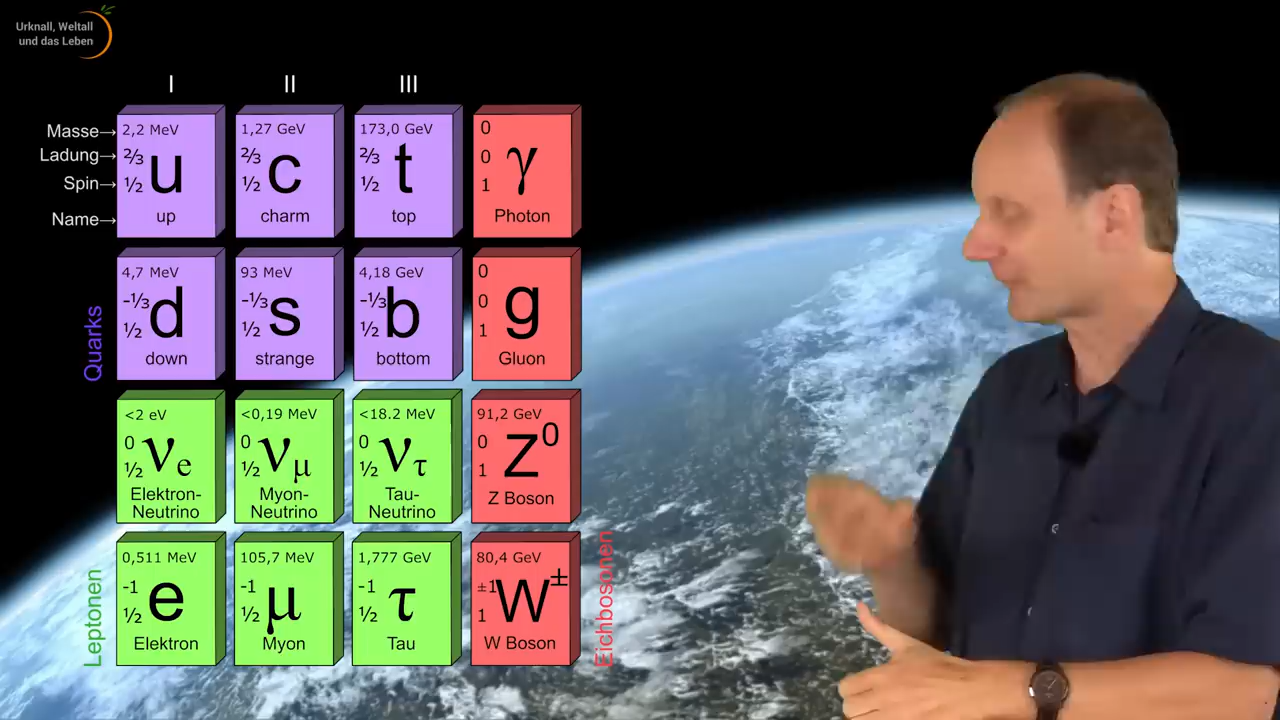 Urknall, Weltall
und das Leben
I II III
Masse→
Ladung→
Spin→
Name→
2,2 MeV
⅔
½
u
up
1,27 GeV
⅔
½
c
charm
173,0 GeV
⅔
½
t
top
0
0
1
γ
Photon
Quarks
4,7 MeV
-⅓
½
d
down
93 MeV
-⅓
½
s
strange
4,18 GeV
-⅓
½
b
bottom
0
0
1
g
Gluon
<2 eV
0
½
νe
Elektron-
Neutrino
<0,19 MeV
0
½
νμ
Myon-
Neutrino
<18.2 MeV
0
½
ντ
Tau-
Neutrino
91,2 GeV
0
1
Z⁰
Z Boson
Leptonen
0,511 MeV
-1
½
e
Elektron
105,7 MeV
-1
½
μ
Myon
1,777 GeV
-1
½
τ
Tau
80,4 GeV
±1
1
W±
W Boson
Eichbosonen